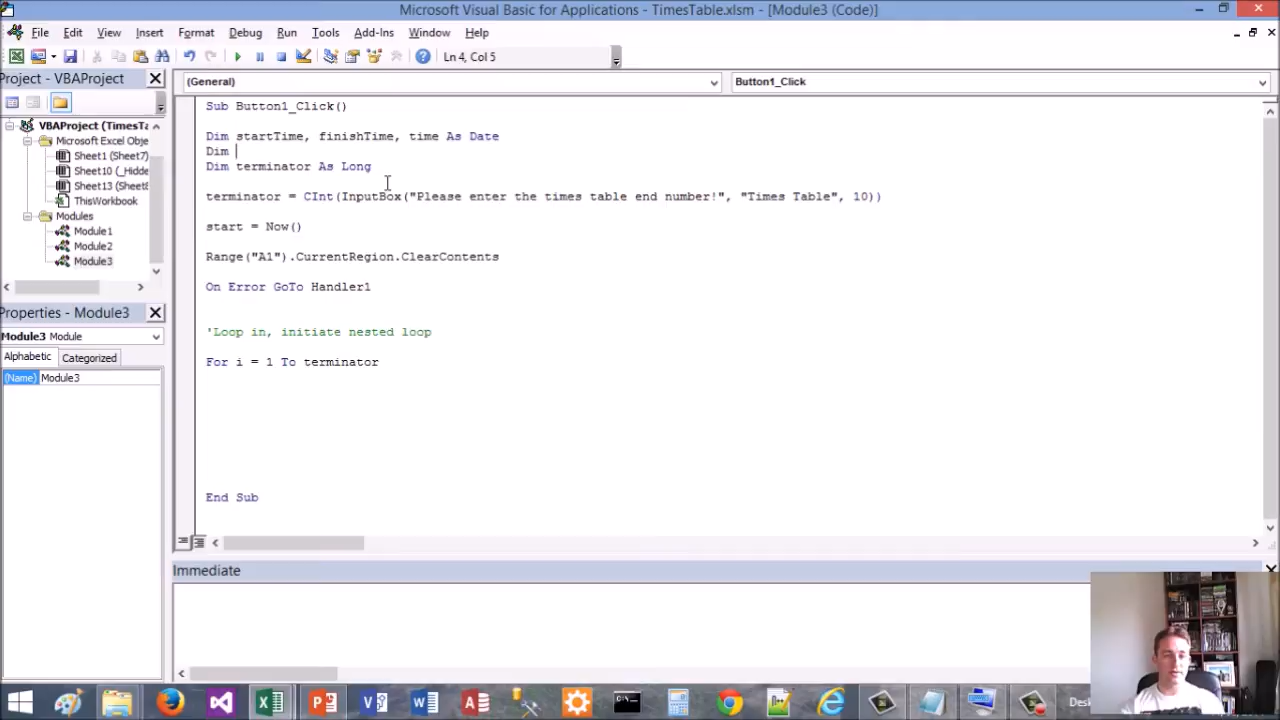 Microsoft Visual Basic for Applications - TimesTable.xlsm - [Module3 (Code)]
File Edit View Insert Format Debug Run Tools Add-Ins Window Help
Ln 4, Col 5
Project - VBAProject
(General)
Button1_Click
VBAProject (TimesTa
Microsoft Excel Obje
Sheet1 (Sheet7)
Sheet10 (_Hidde
Sheet13 (Sheet8
ThisWorkbook
Modules
Module1
Module2
Module3
Properties - Module3
Module3 Module
Alphabetic Categorized
(Name) Module3
Sub Button1_Click()
Dim startTime, finishTime, time As Date
Dim
Dim terminator As Long
terminator = CInt(InputBox("Please enter the times table end number!", "Times Table", 10))
start = Now()
Range("A1").CurrentRegion.ClearContents
On Error GoTo Handler1
'Loop in, initiate nested loop
For i = 1 To terminator
End Sub
Immediate
Desk